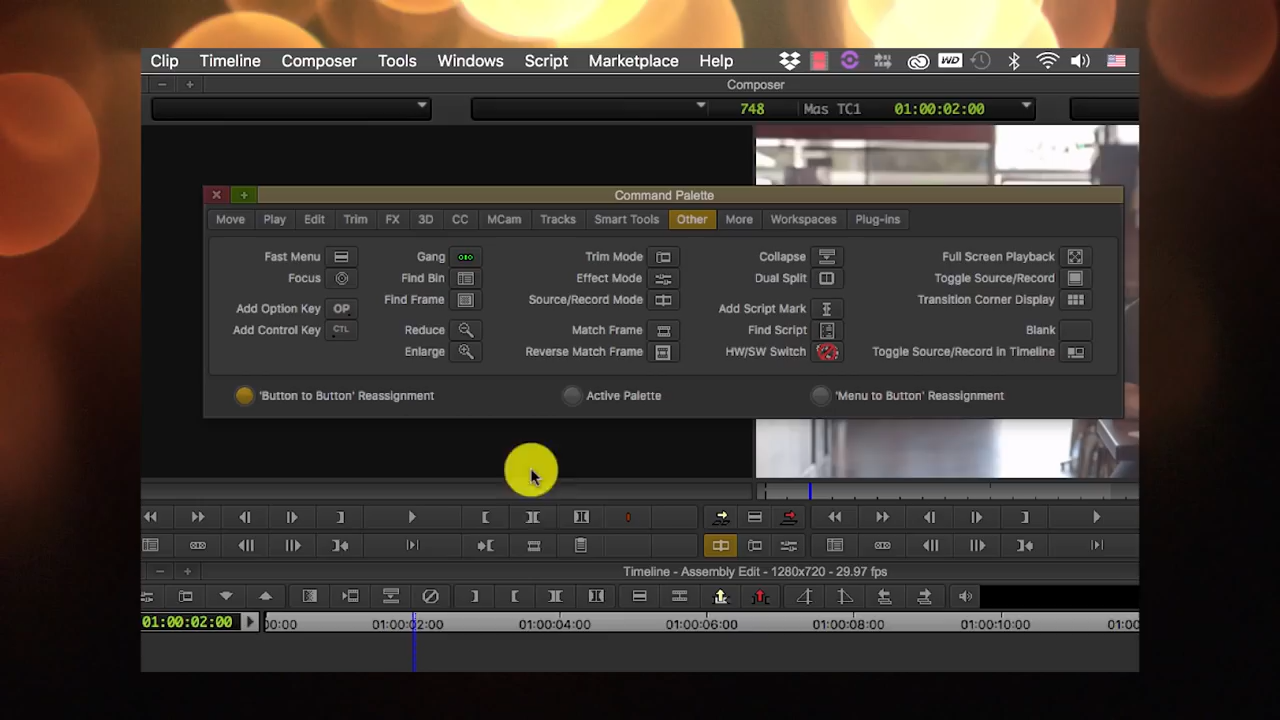 Clip Timeline Composer Tools Windows Script Marketplace Help WD
Composer
748 Mas TC1 01:00:02:00
Command Palette
Move Play Edit Trim FX 3D CC MCam Tracks Smart Tools Other More Workspaces Plug-ins
Fast Menu Gang Trim Mode Collapse Full Screen Playback
Focus Find Bin Effect Mode Dual Split Toggle Source/Record
Find Frame Source/Record Mode Transition Corner Display
Add Option Key OP Add Script Mark
Add Control Key CTL Reduce Match Frame Find Script Blank
Enlarge Reverse Match Frame HW/SW Switch Toggle Source/Record in Timeline
'Button to Button' Reassignment Active Palette 'Menu to Button' Reassignment
Timeline - Assembly Edit - 1280x720 - 29.97 fps
01:00:02:00 00:00 01:00:02:00 01:00:04:00 01:00:06:00 01:00:08:00 01:00:10:00 01:00